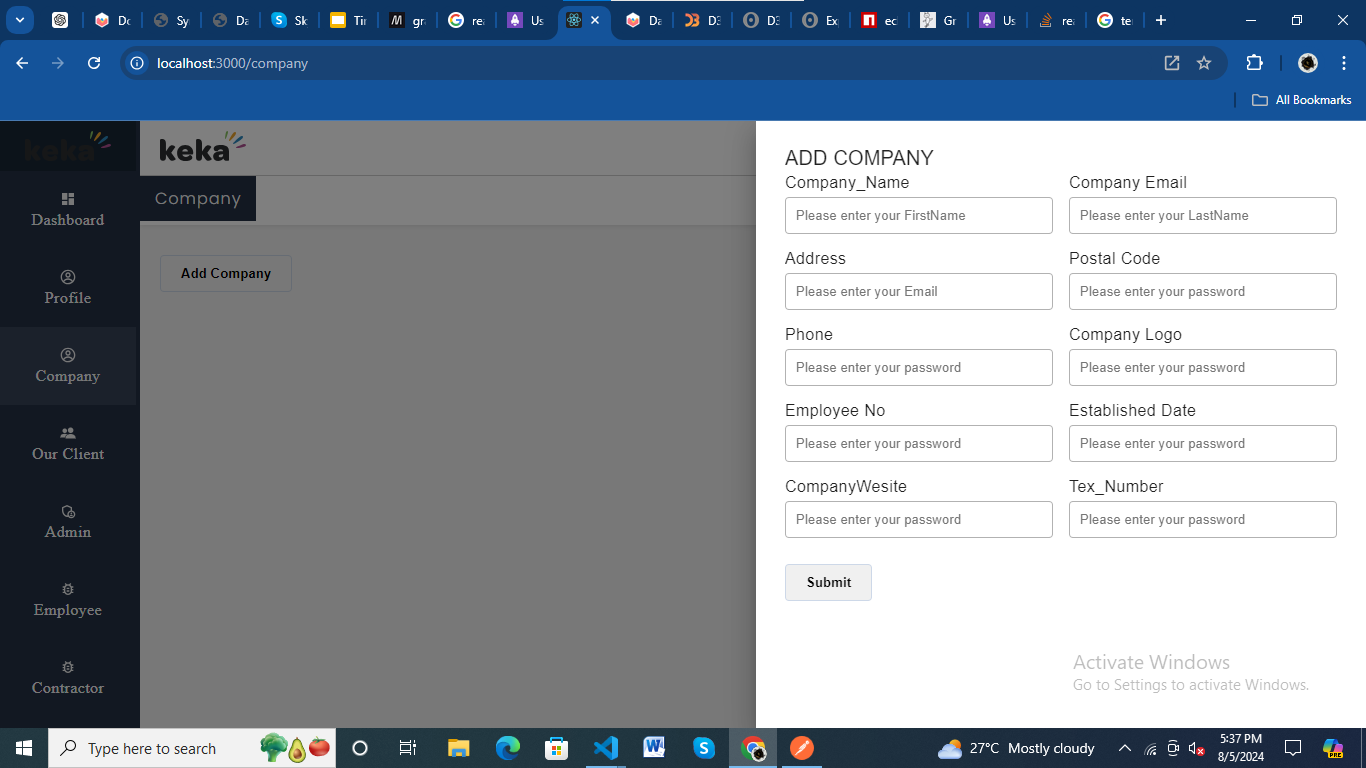 Do
Sy
Da
Sk
Tir
gra
rea
Us
Da
D3
D3
Ex
ec
Gr
Us
rea
te
localhost:3000/company
All Bookmarks
keka
keka
Company
Dashboard
Profile
Company
Our Client
Admin
Employee
Contractor
Add Company
ADD COMPANY
Company_Name Company Email
Please enter your FirstName Please enter your LastName
Address Postal Code
Please enter your Email Please enter your password
Phone Company Logo
Please enter your password Please enter your password
Employee No Established Date
Please enter your password Please enter your password
CompanyWesite Tex_Number
Please enter your password Please enter your password
Submit
Activate Windows
Go to Settings to activate Windows.
Type here to search
27°C Mostly cloudy
5:37 PM
8/5/2024